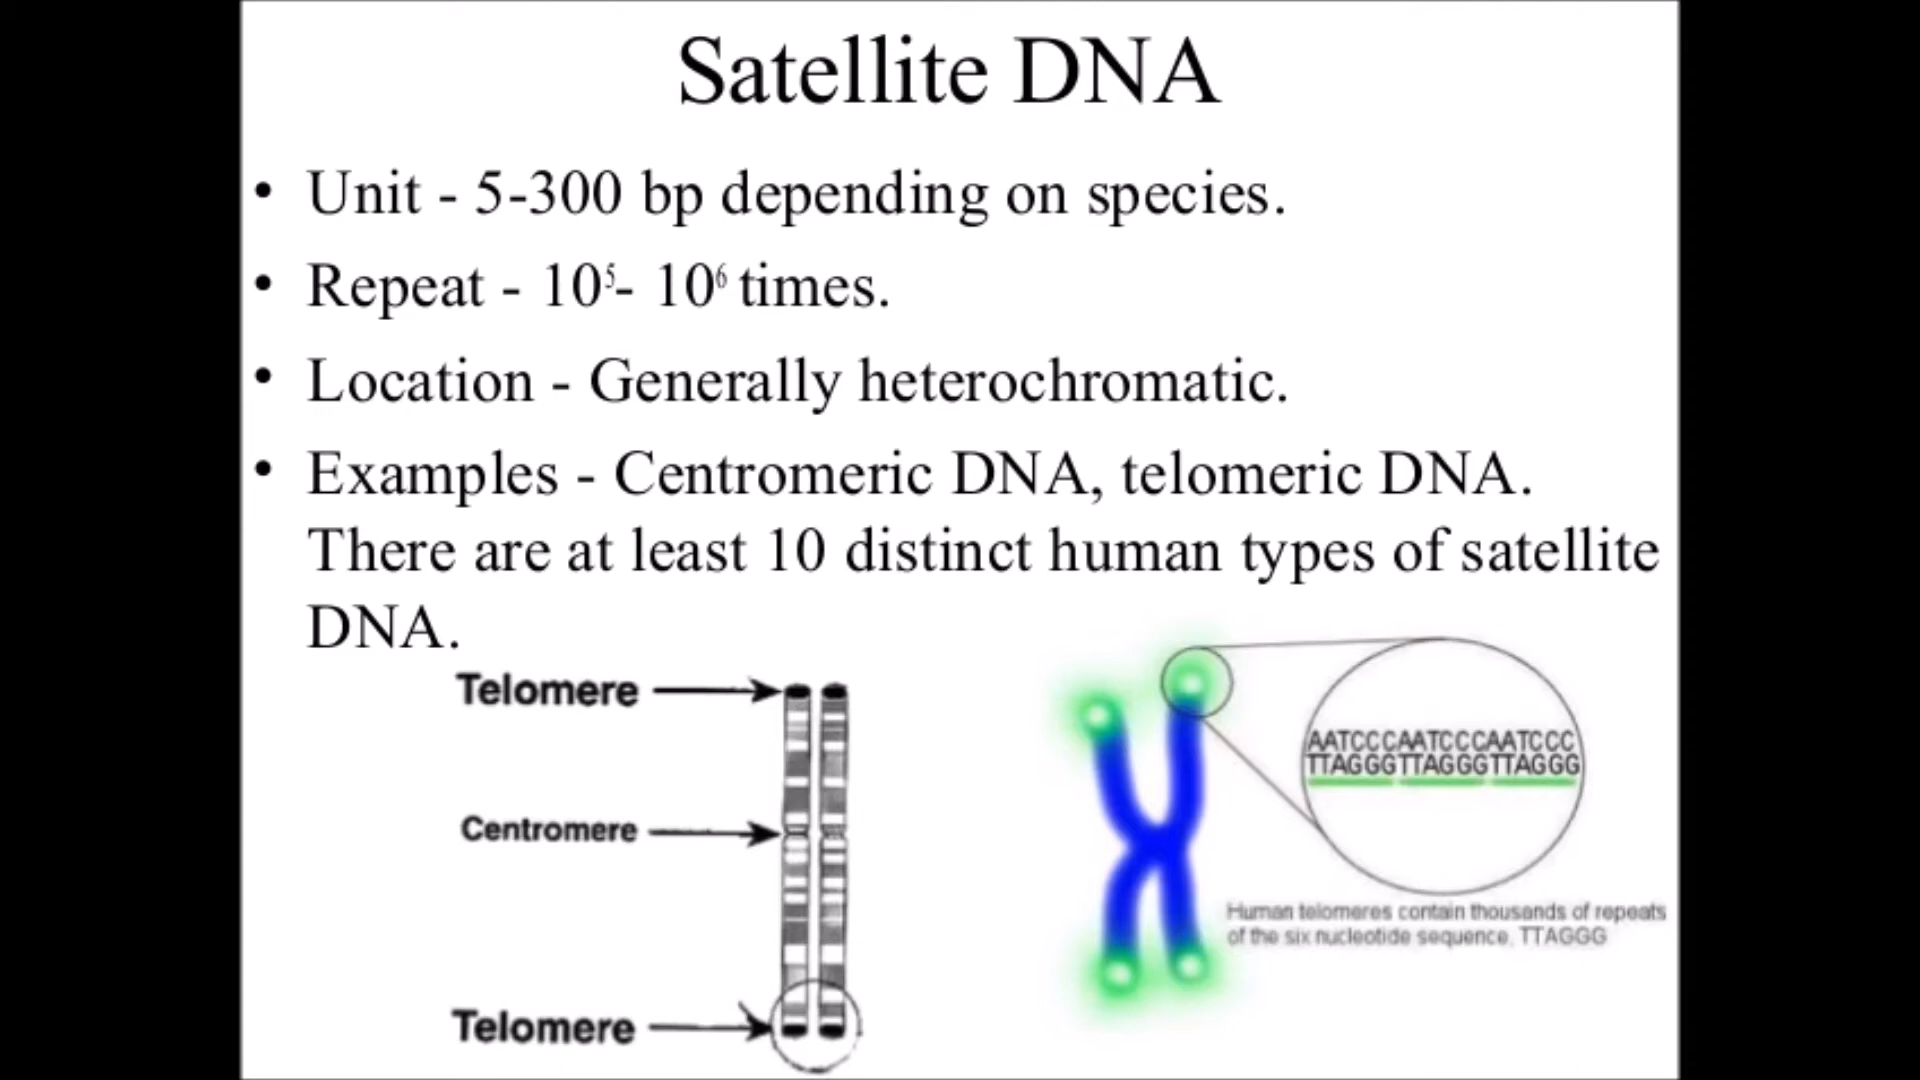 Satellite DNA
• Unit - 5-300 bp depending on species.
• Repeat - 10⁵- 10⁶ times.
• Location - Generally heterochromatic.
• Examples - Centromeric DNA, telomeric DNA.
There are at least 10 distinct human types of satellite
DNA.
Telomere
Centromere
Telomere
AATCCCAATCCCAATCCC
TTAGGGTTAGGGTTAGGG
Human telomeres contain thousands of repeats
of the six nucleotide sequence, TTAGGG